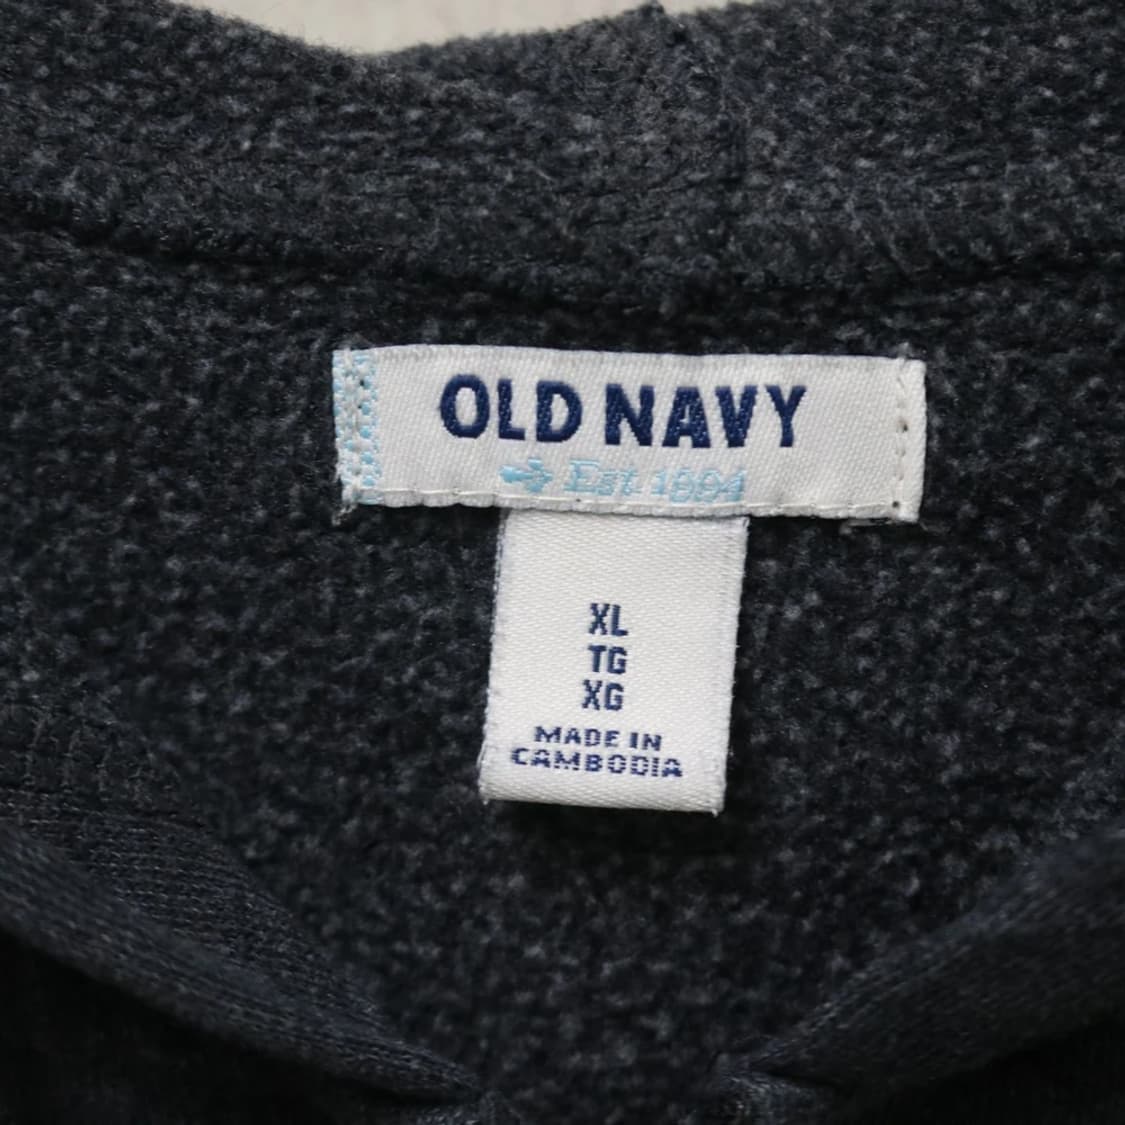 OLD NAVY
Est 1994
XL
TG
XG
MADE IN
CAMBODIA